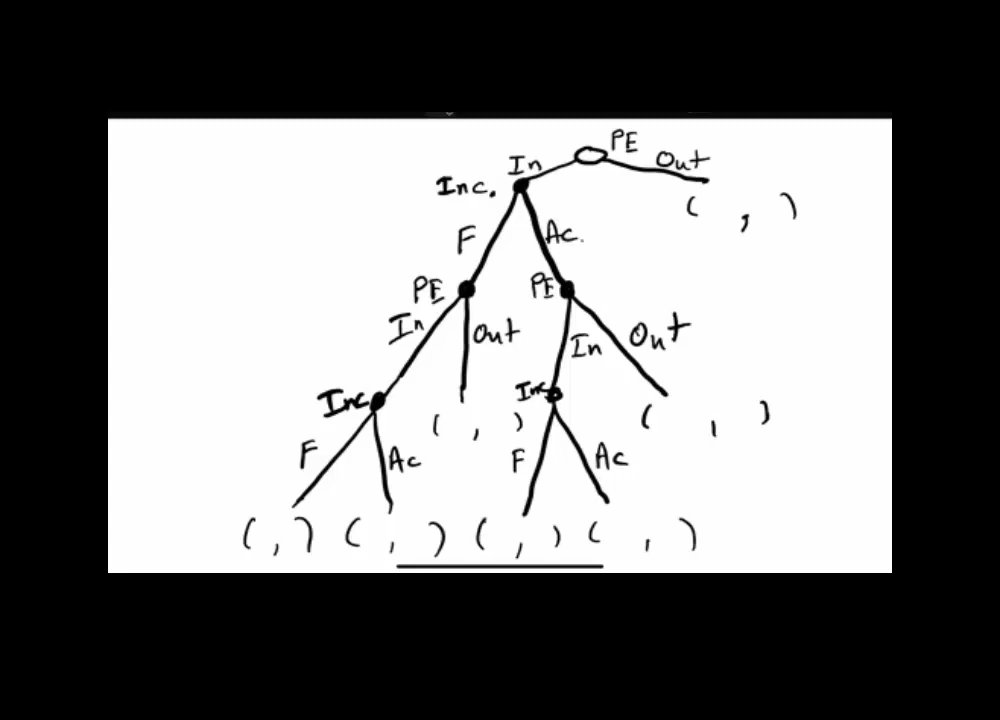 PE
In Out
Inc.
( , )
F Ac.
PE PE
In Out In Out
Inc Inc
( , ) ( , )
F Ac F Ac
( , ) ( , ) ( , ) ( , )